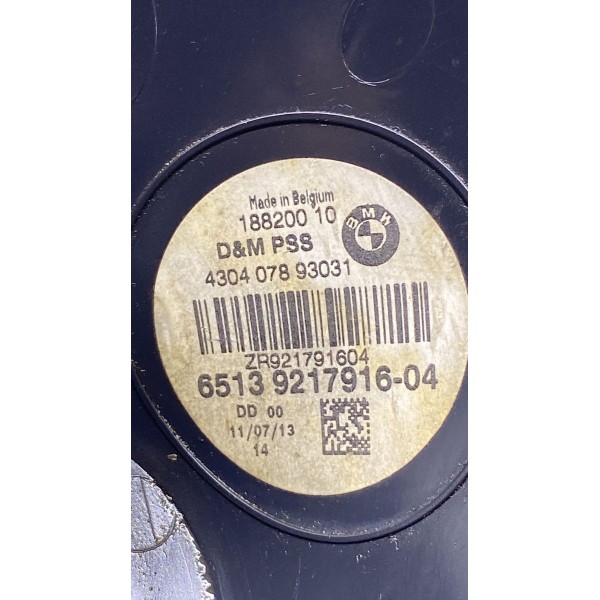 Made in Belgium
188200 10
D&M PSS
BMW
4304 078 93031
ZR921791604
6513 9217916-04
DD 00
11/07/13
14